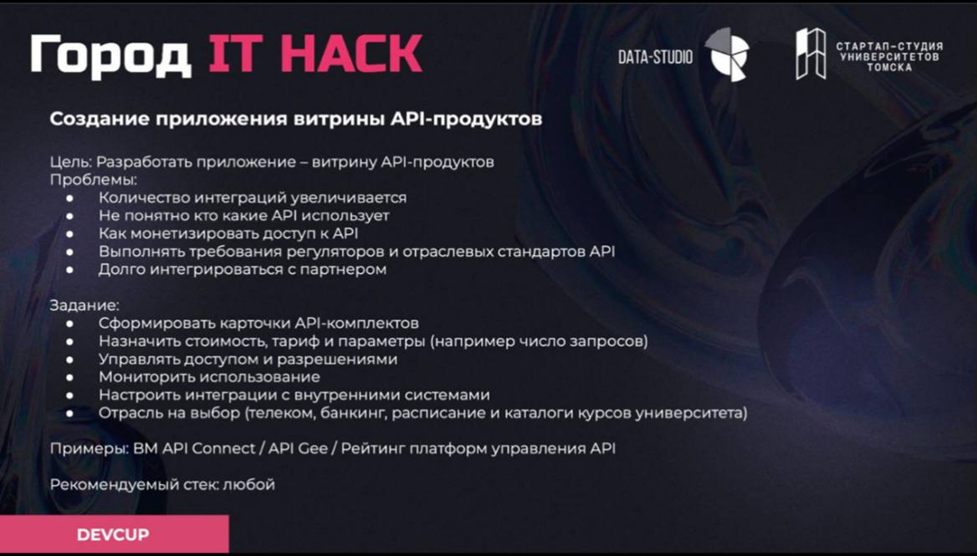 Город IT HACK
DATA-STUDIO
СТАРТАП-СТУДИЯ
УНИВЕРСИТЕТОВ
ТОМСКА
Создание приложения витрины API-продуктов
Цель: Разработать приложение – витрину API-продуктов
Проблемы:
● Количество интеграций увеличивается
● Не понятно кто какие API использует
● Как монетизировать доступ к API
● Выполнять требования регуляторов и отраслевых стандартов API
● Долго интегрироваться с партнером
Задание:
● Сформировать карточки API-комплектов
● Назначить стоимость, тариф и параметры (например число запросов)
● Управлять доступом и разрешениями
● Мониторить использование
● Настроить интеграции с внутренними системами
● Отрасль на выбор (телеком, банкинг, расписание и каталоги курсов университета)
Примеры: BM API Connect / API Gee / Рейтинг платформ управления API
Рекомендуемый стек: любой
DEVCUP